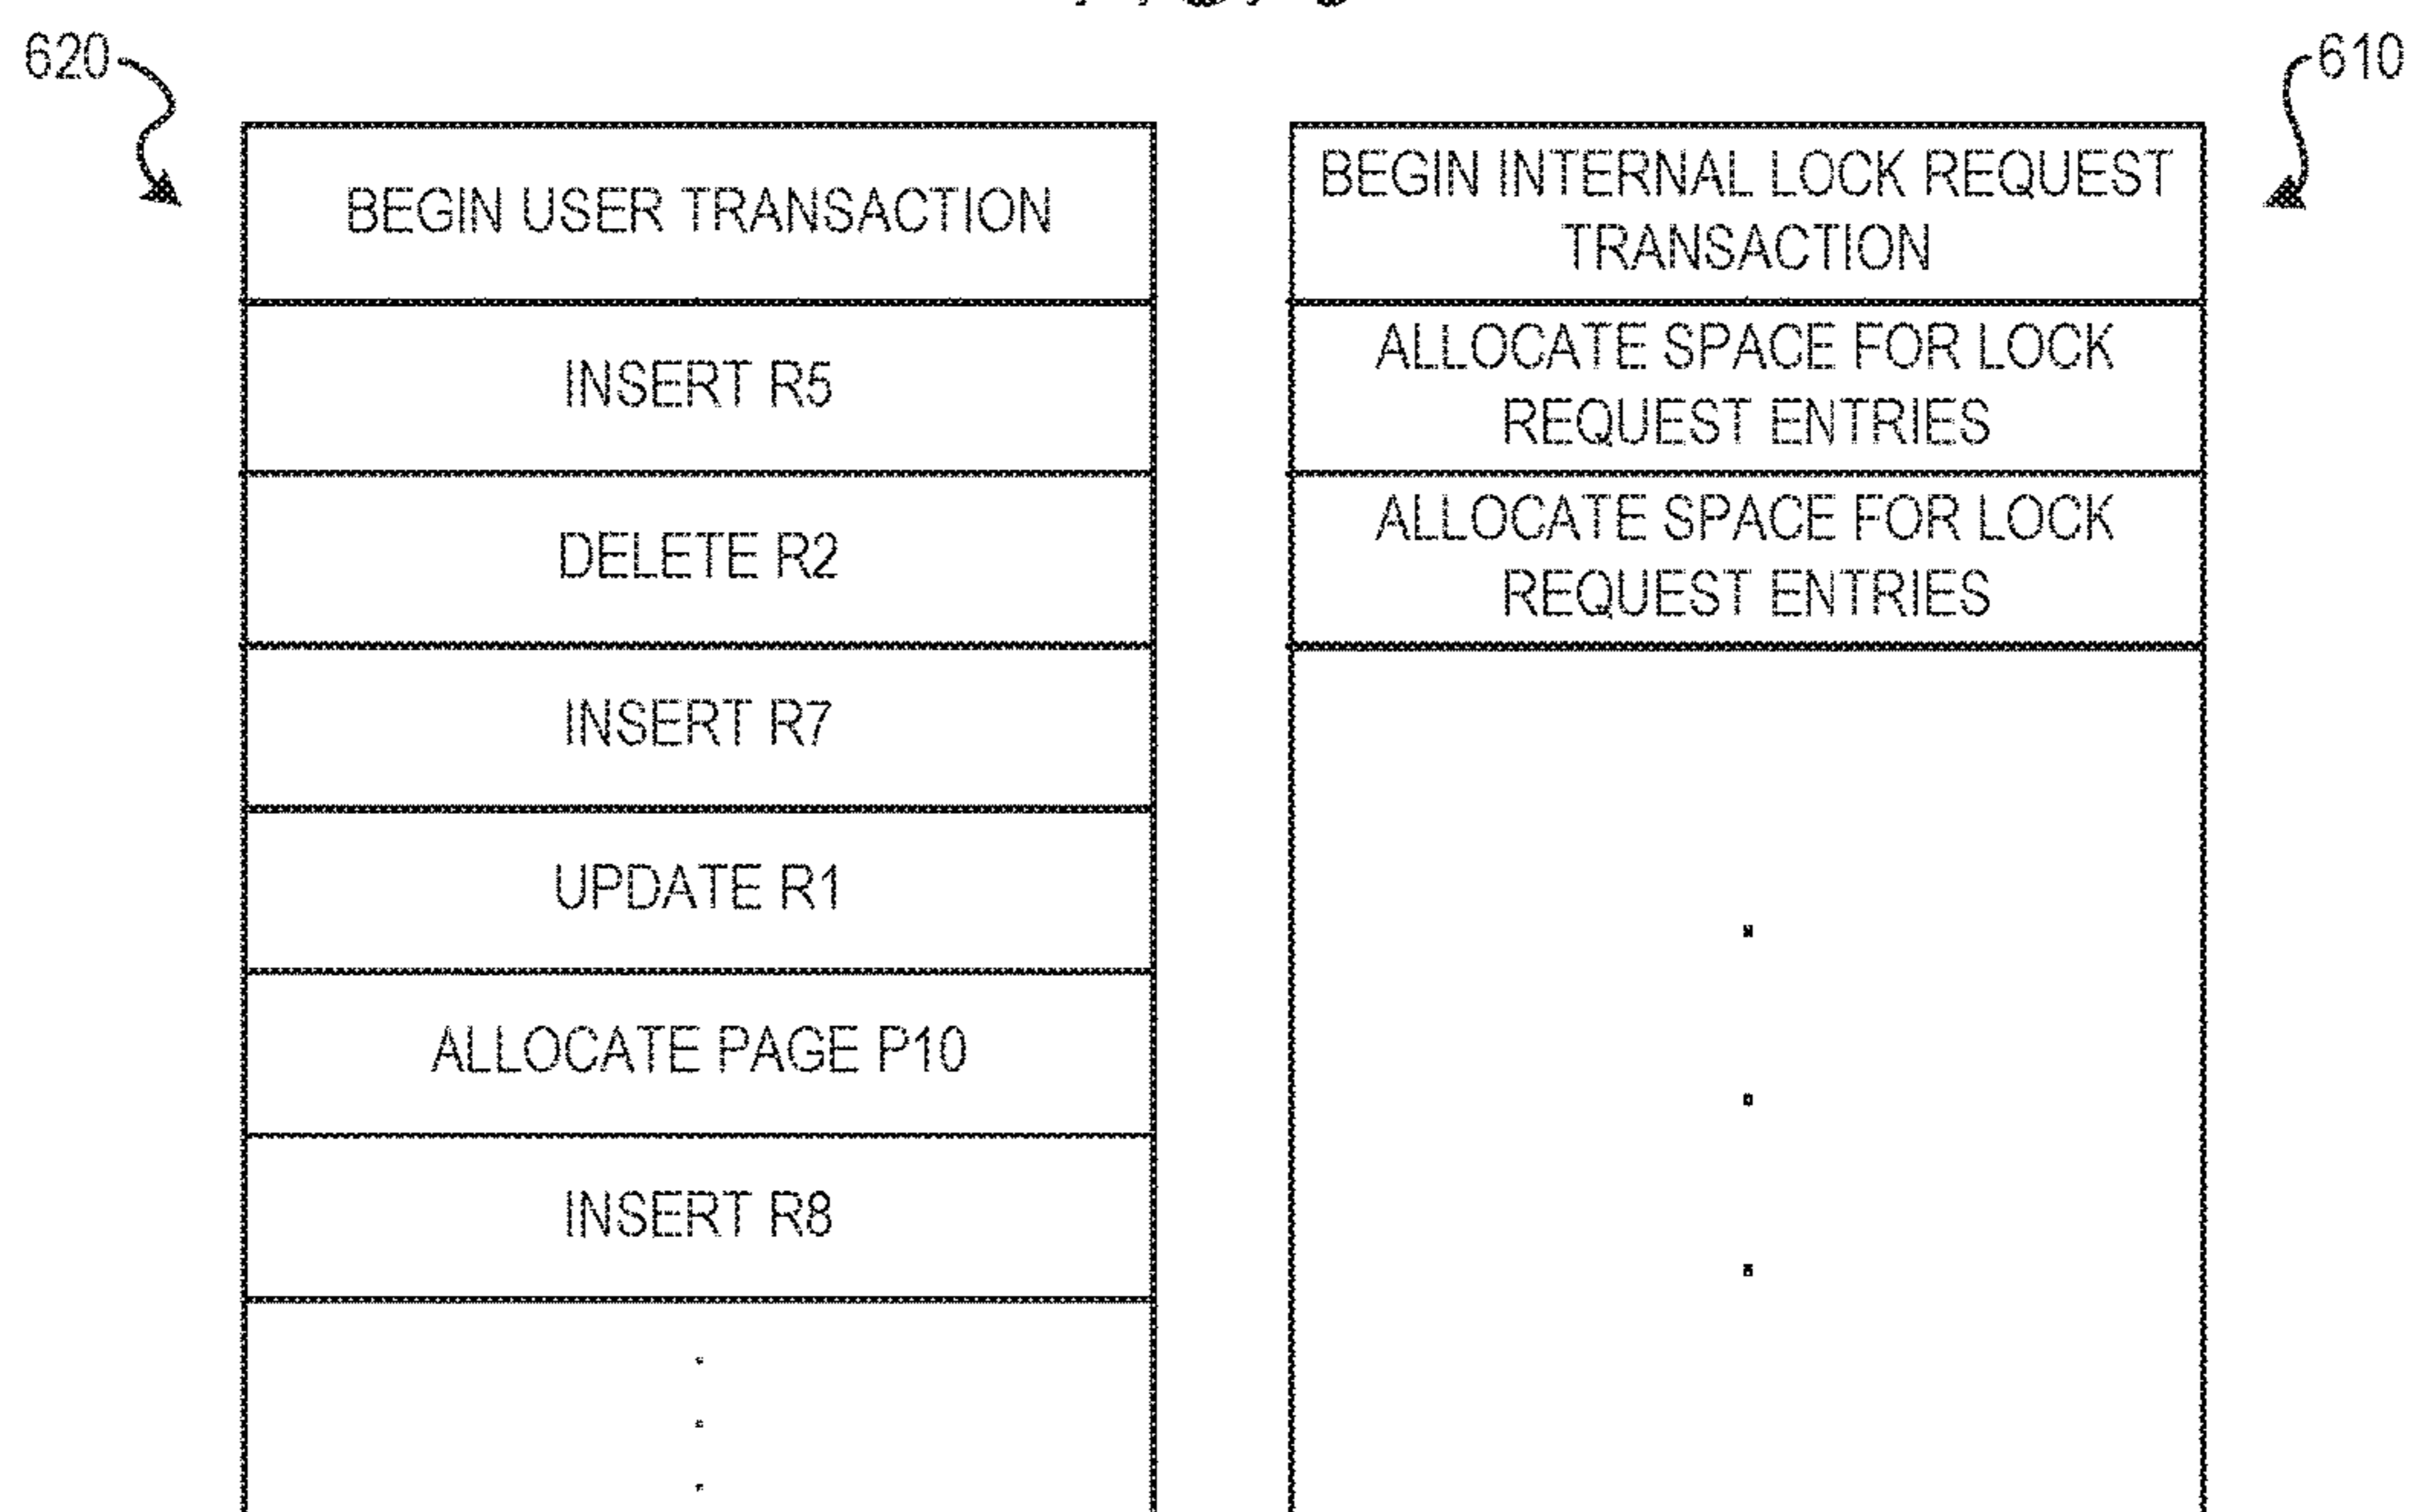 620
610
BEGIN USER TRANSACTION
INSERT R5
DELETE R2
INSERT R7
UPDATE R1
ALLOCATE PAGE P10
INSERT R8
BEGIN INTERNAL LOCK REQUEST
TRANSACTION
ALLOCATE SPACE FOR LOCK
REQUEST ENTRIES
ALLOCATE SPACE FOR LOCK
REQUEST ENTRIES